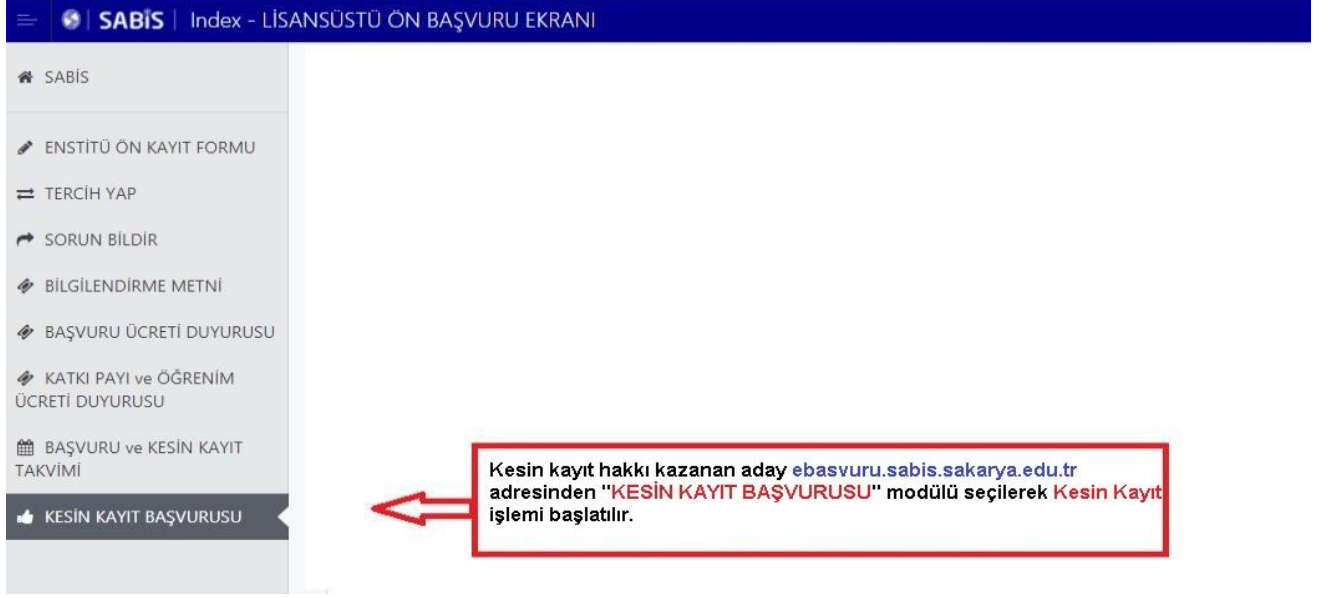 SABİS | Index - LİSANSÜSTÜ ÖN BAŞVURU EKRANI
SABİS
ENSTİTÜ ÖN KAYIT FORMU
TERCİH YAP
SORUN BİLDİR
BİLGİLENDİRME METNİ
BAŞVURU ÜCRETİ DUYURUSU
KATKI PAYI ve ÖĞRENİM
ÜCRETİ DUYURUSU
BAŞVURU ve KESİN KAYIT
TAKVİMİ
KESİN KAYIT BAŞVURUSU
Kesin kayıt hakkı kazanan aday ebasvuru.sabis.sakarya.edu.tr
adresinden "KESİN KAYIT BAŞVURUSU" modülü seçilerek Kesin Kayıt
işlemi başlatılır.